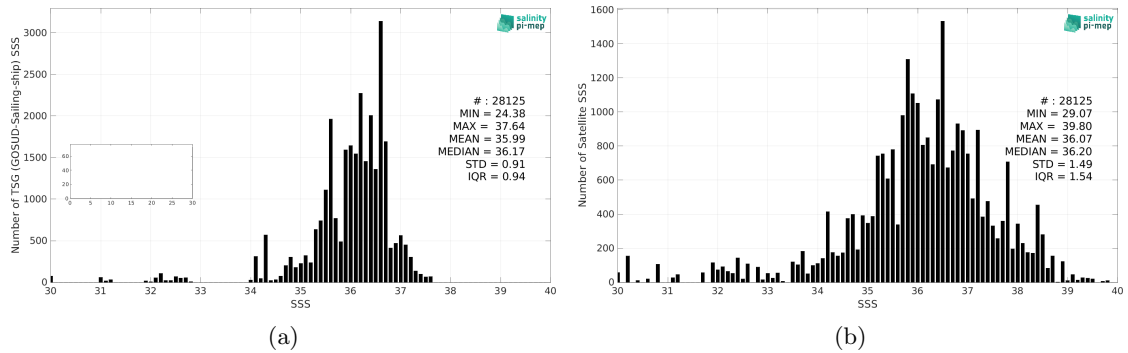 salinity
pi-mep
Number of TSG (GOSUD-Sailing-ship) SSS
3000
2500
2000
1500
1000
500
0
# : 28125
MIN = 24.38
MAX = 37.64
MEAN = 35.99
MEDIAN = 36.17
STD = 0.91
IQR = 0.94
60
40
20
0
0 5 10 15 20 25 30
30 31 32 33 34 35 36 37 38 39 40
SSS
(a)
salinity
pi-mep
Number of Satellite SSS
1600
1400
1200
1000
800
600
400
200
0
# : 28125
MIN = 29.07
MAX = 39.80
MEAN = 36.07
MEDIAN = 36.20
STD = 1.49
IQR = 1.54
30 31 32 33 34 35 36 37 38 39 40
SSS
(b)